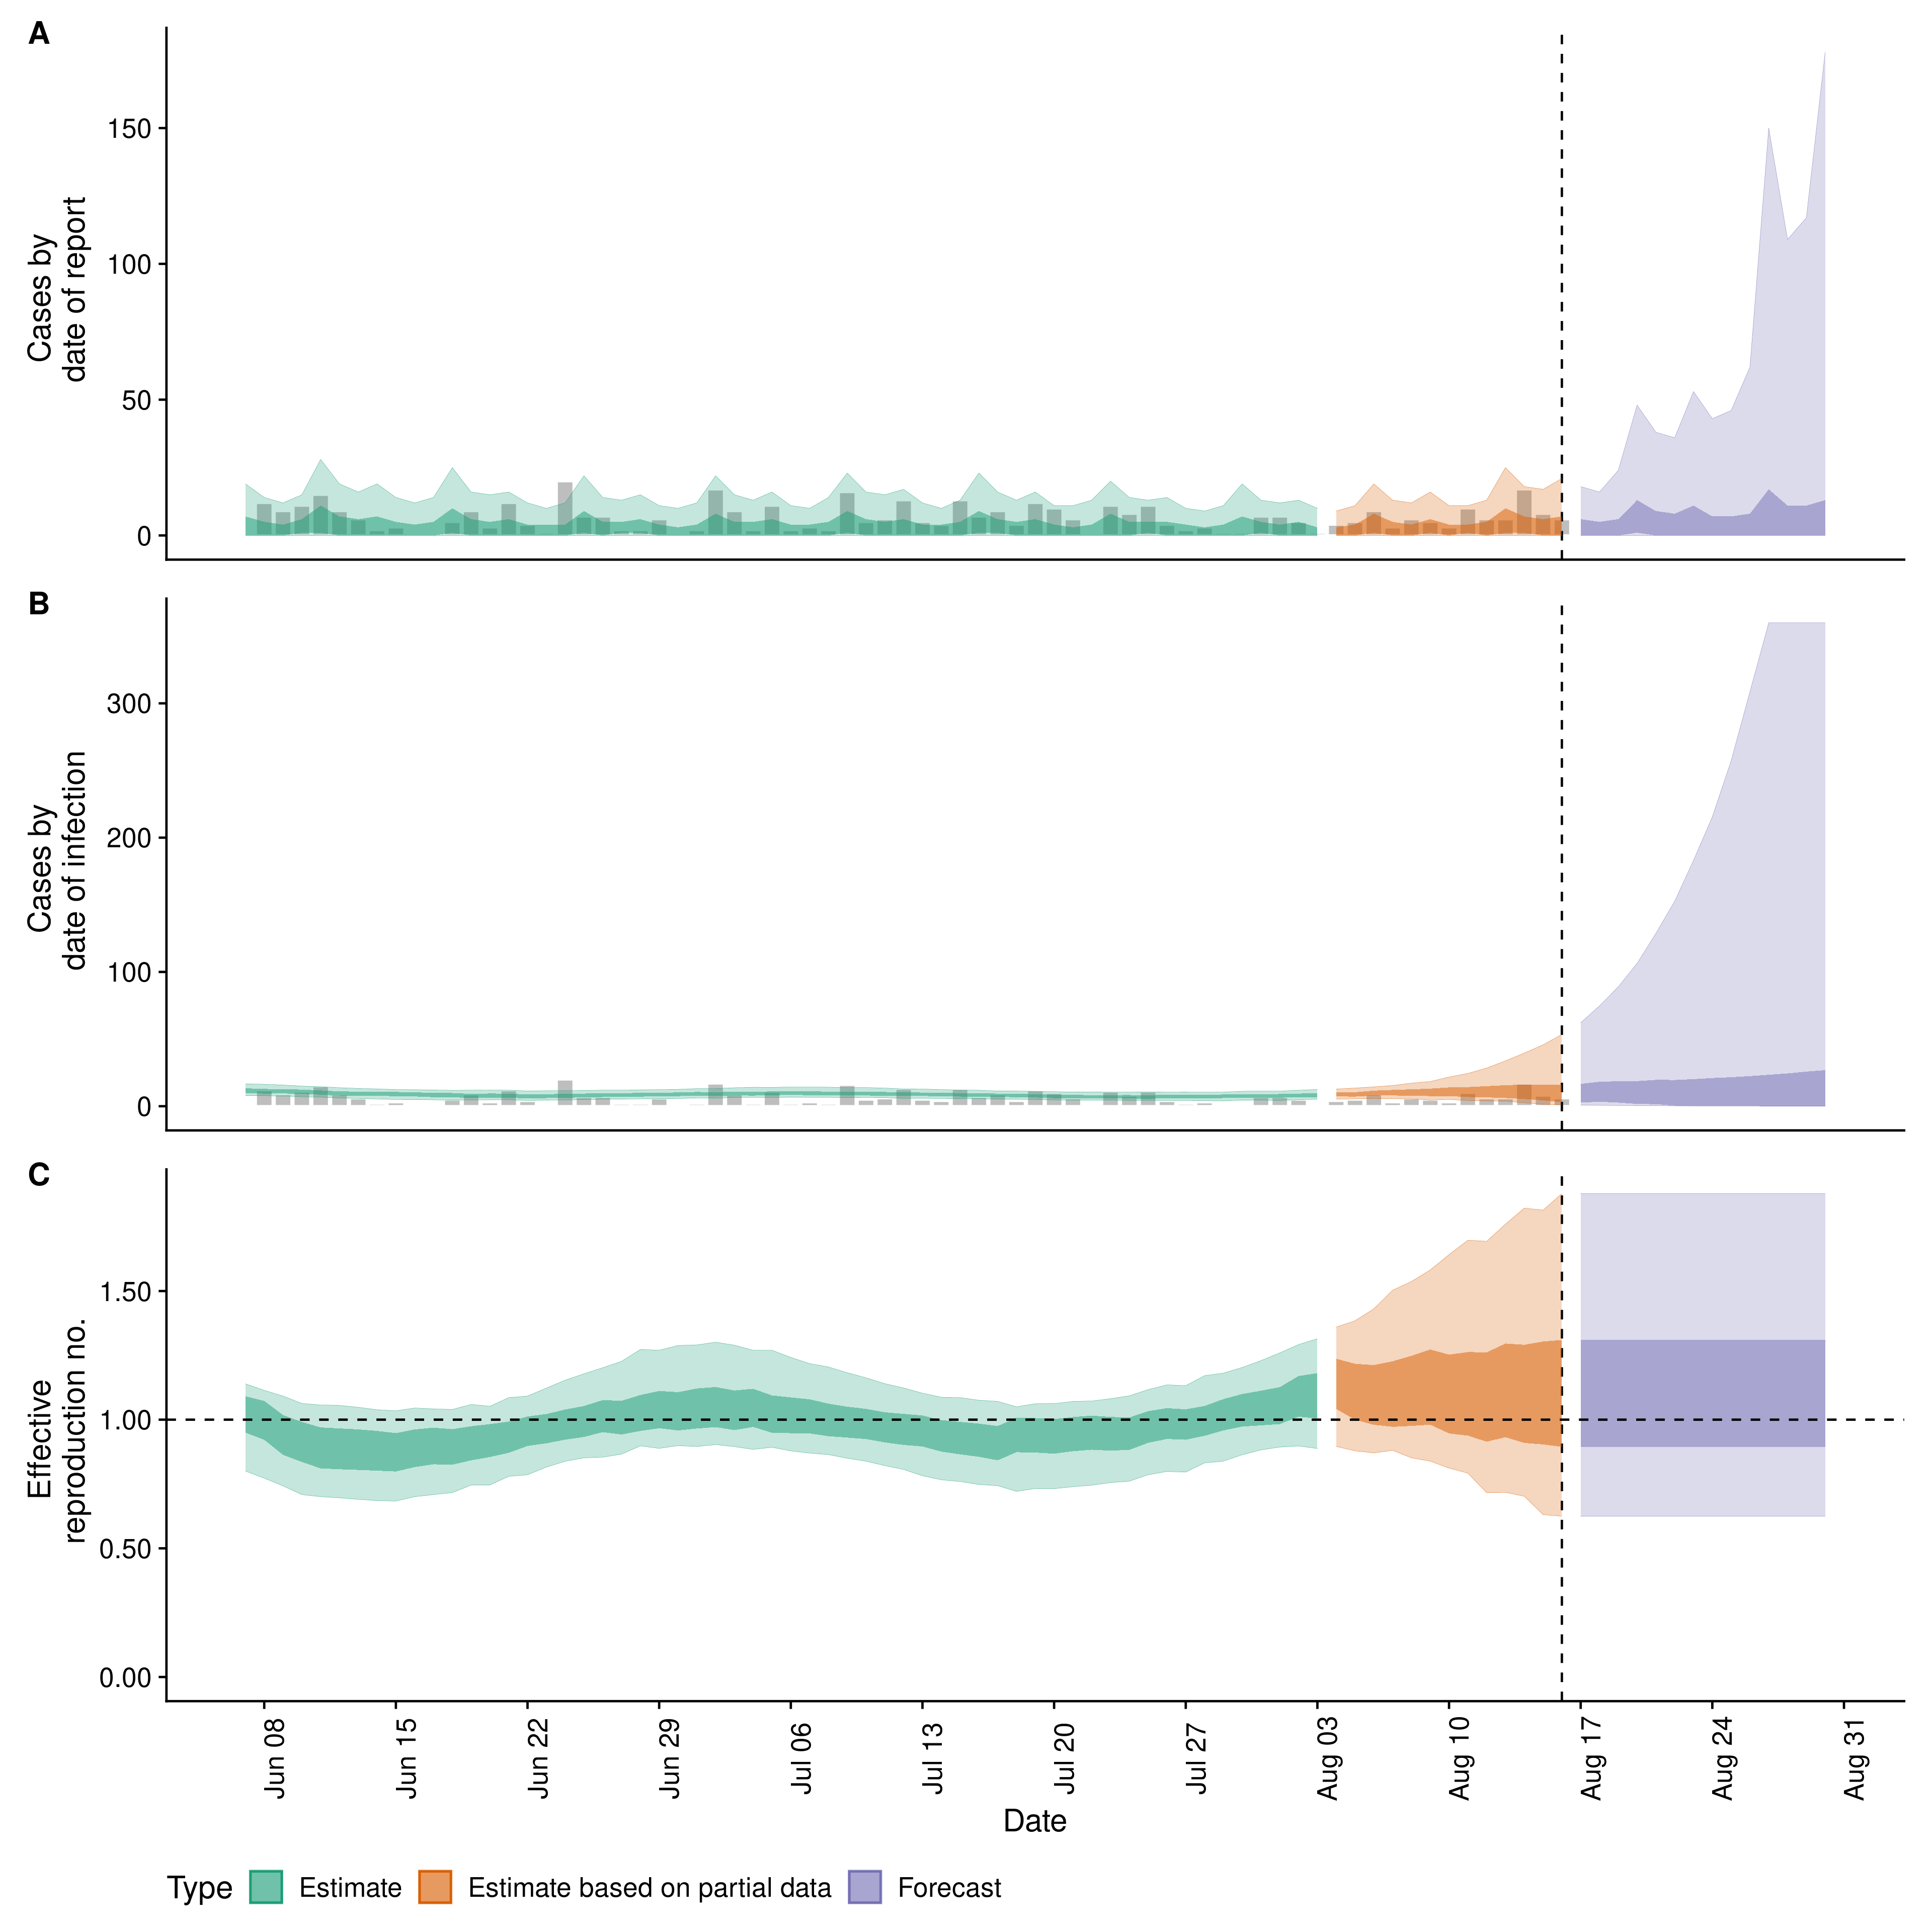 A
Cases by
date of report
150
100
50
0
B
Cases by
date of infection
300
200
100
0
C
Effective
reproduction no.
1.50
1.00
0.50
0.00
Jun 08
Jun 15
Jun 22
Jun 29
Jul 06
Jul 13
Jul 20
Jul 27
Aug 03
Aug 10
Aug 17
Aug 24
Aug 31
Date
Type Estimate Estimate based on partial data Forecast